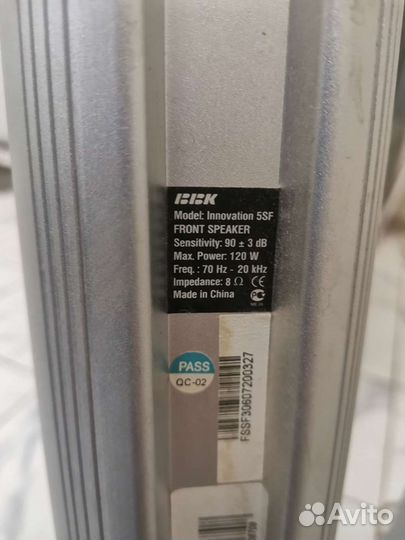 BBK
Model: Innovation 5SF
FRONT SPEAKER
Sensitivity: 90 ± 3 dB
Max. Power: 120 W
Freq. : 70 Hz - 20 kHz
Impedance: 8 Ω
Made in China
PASS
QC-02
FSSF30607200327
Avito